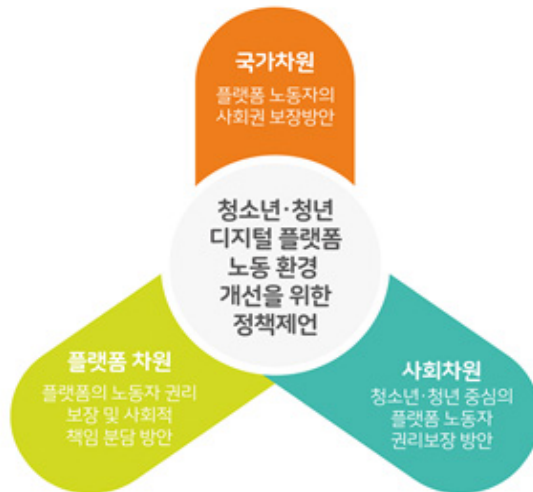 국가차원
플랫폼 노동자의
사회권 보장방안
청소년·청년
디지털 플랫폼
노동 환경
개선을 위한
정책제언
플랫폼 차원
플랫폼의 노동자 권리
보장 및 사회적
책임 분담 방안
사회차원
청소년·청년 중심의
플랫폼 노동자
권리보장 방안